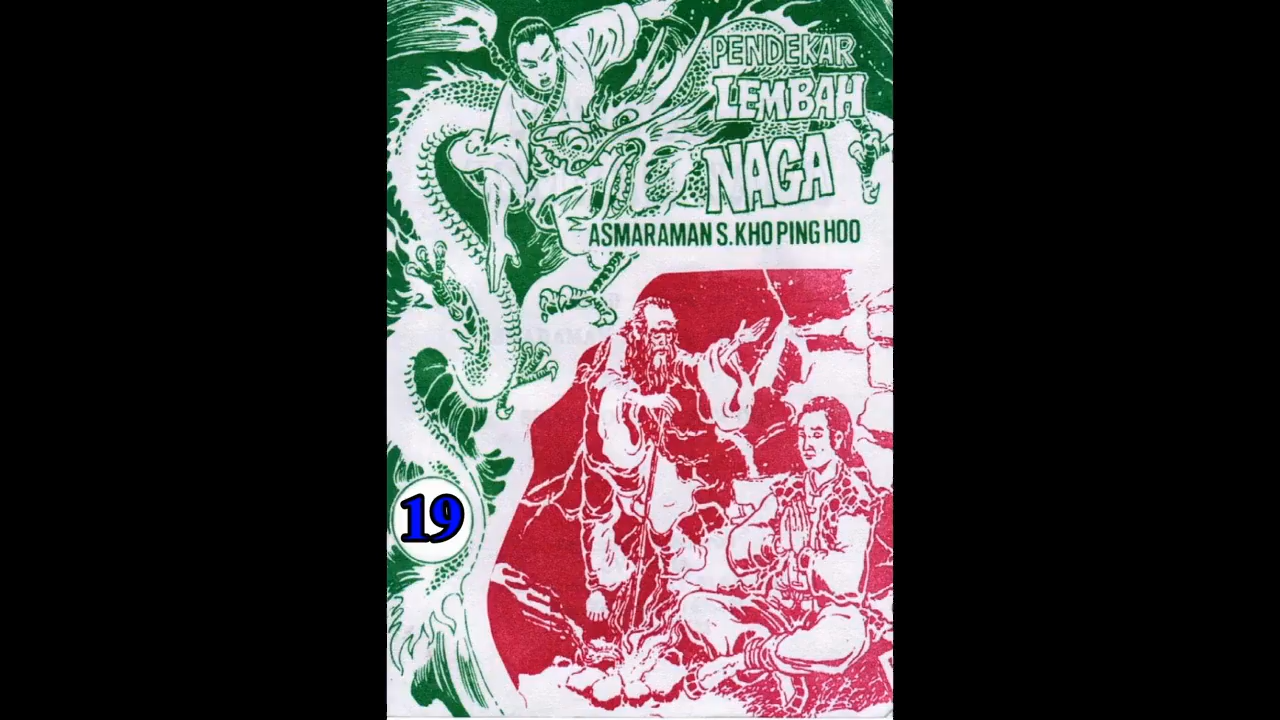 PENDEKAR
LEMBAH
NAGA
ASMARAMAN S. KHO PING HOO
19